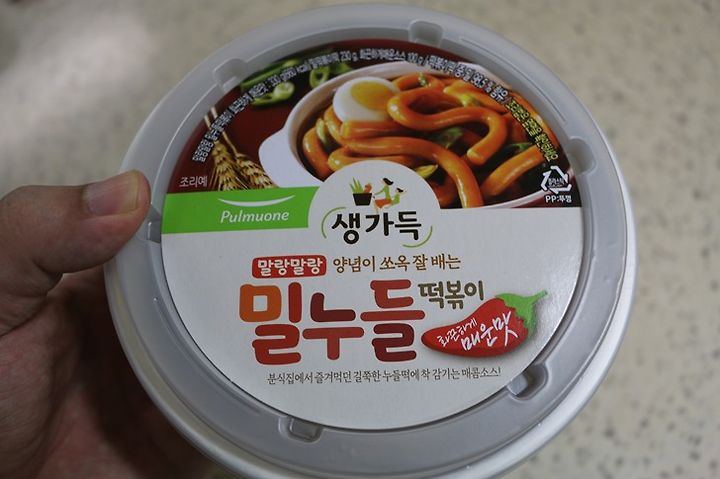 조리예
Pulmuone
생가득
말랑말랑 양념이 쏘옥 잘 배는
밀누들 떡볶이
화끈하게
매운맛
분식집에서 즐겨먹던 길쭉한 누들떡에 착 감기는 매콤소스!
PP:뚜껑